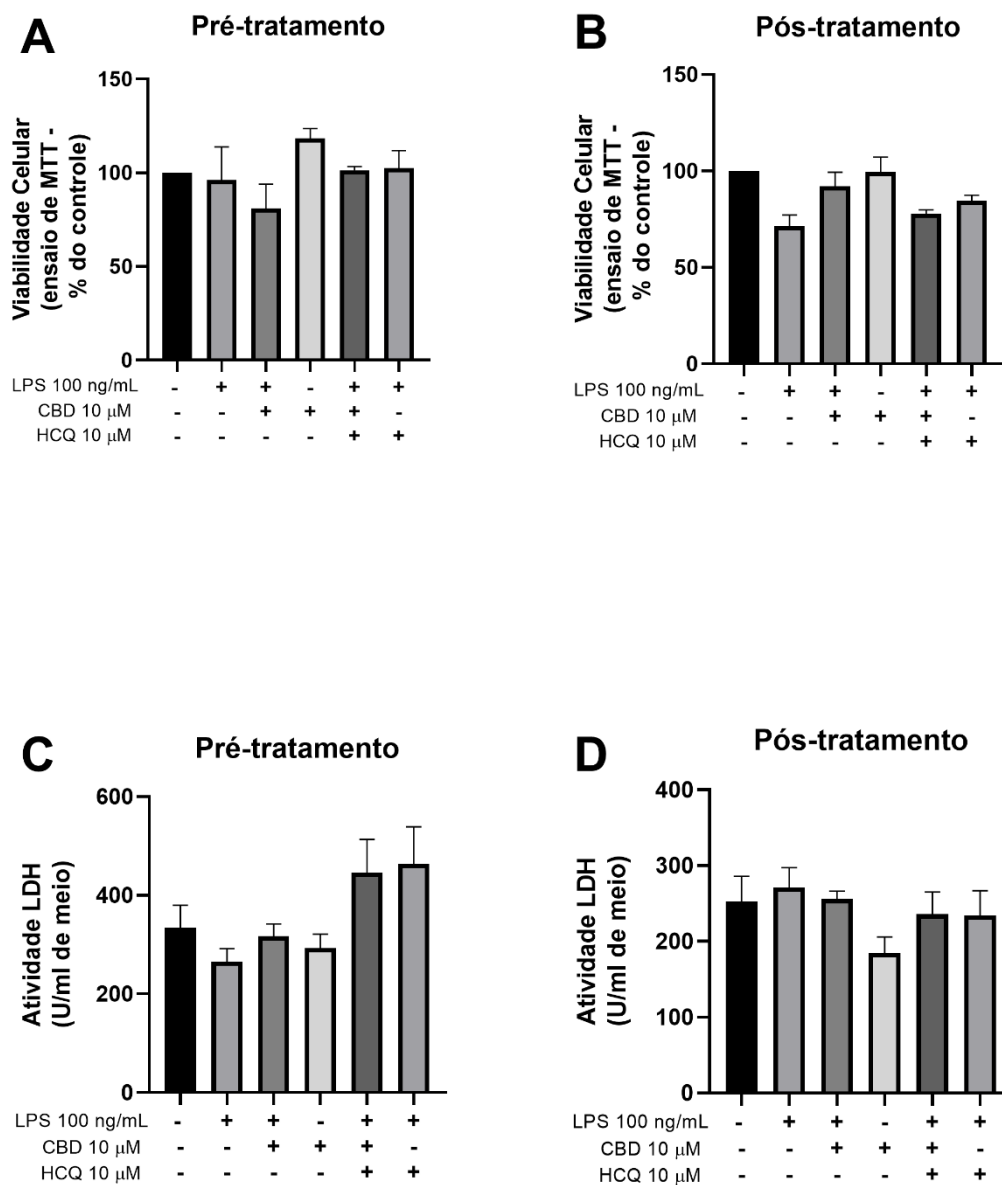 A
Pré-tratamento
Viabilidade Celular
(ensaio de MTT -
% do controle)
150
100
50
0
LPS 100 ng/mL - + + - + +
CBD 10 μM - - + + + -
HCQ 10 μM - - - - + +
B
Pós-tratamento
Viabilidade Celular
(ensaio de MTT -
% do controle)
150
100
50
0
LPS 100 ng/mL - + + - + +
CBD 10 μM - - + + + -
HCQ 10 μM - - - - + +
C
Pré-tratamento
Atividade LDH
(U/ml de meio)
600
400
200
0
LPS 100 ng/mL - + + - + +
CBD 10 μM - - + + + -
HCQ 10 μM - - - - + +
D
Pós-tratamento
Atividade LDH
(U/ml de meio)
400
300
200
100
0
LPS 100 ng/mL - + + - + +
CBD 10 μM - - + + + -
HCQ 10 μM - - - - + +